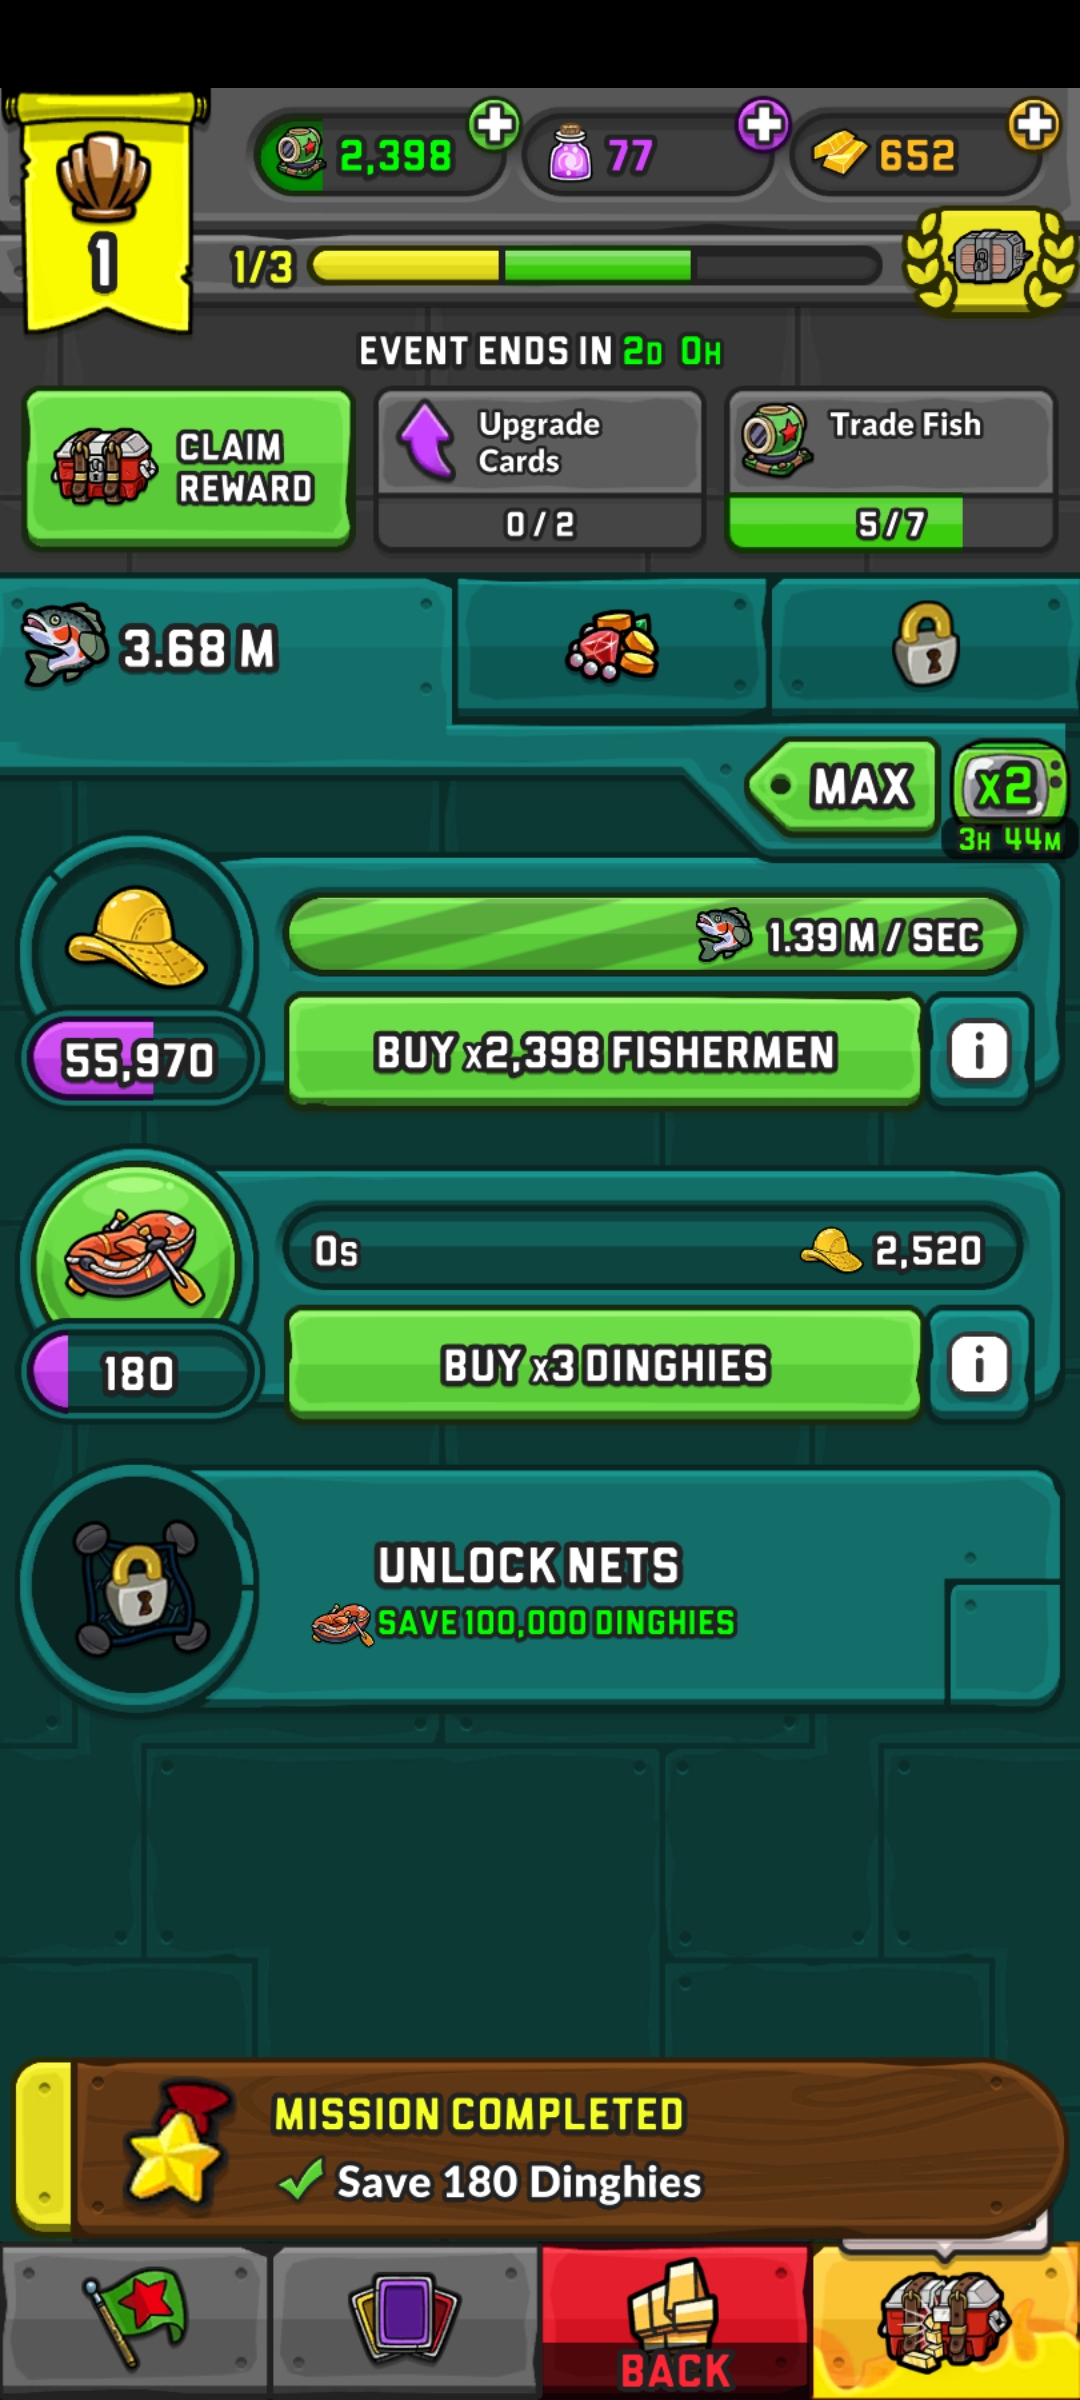 2,398
77
652
1
1/3
EVENT ENDS IN 2D 0H
CLAIM
REWARD
Upgrade
Cards
0 / 2
Trade Fish
5 / 7
3.68 M
MAX
x2
3H 44M
1.39 M / SEC
55,970
BUY x2,398 FISHERMEN
i
0s
2,520
180
BUY x3 DINGHIES
i
UNLOCK NETS
SAVE 100,000 DINGHIES
MISSION COMPLETED
Save 180 Dinghies
BACK